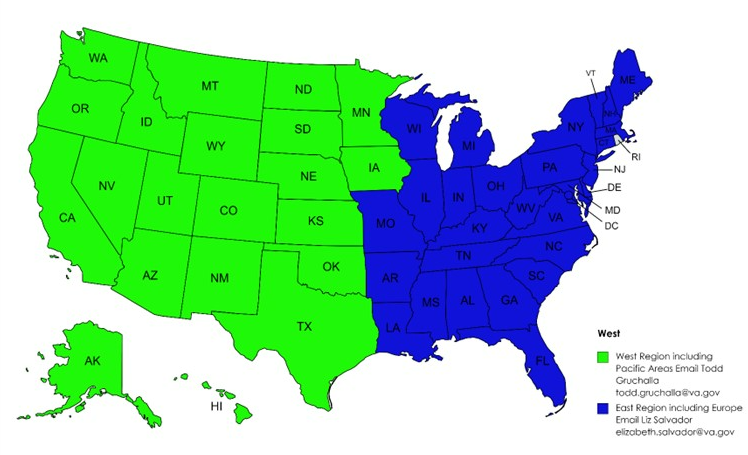 WA
MT
ND
MN
OR
ID
SD
WY
WI
MI
VT
ME
NH
NY
MA
CT
RI
NV
UT
CO
NE
IA
IL
IN
OH
PA
NJ
DE
MD
DC
CA
KS
MO
KY
WV
VA
AZ
NM
OK
AR
TN
NC
SC
TX
LA
MS
AL
GA
FL
AK
HI
West
West Region including
Pacific Areas Email Todd
Gruchalla
todd.gruchalla@va.gov
East Region including Europe
Email Liz Salvador
elizabeth.salvador@va.gov